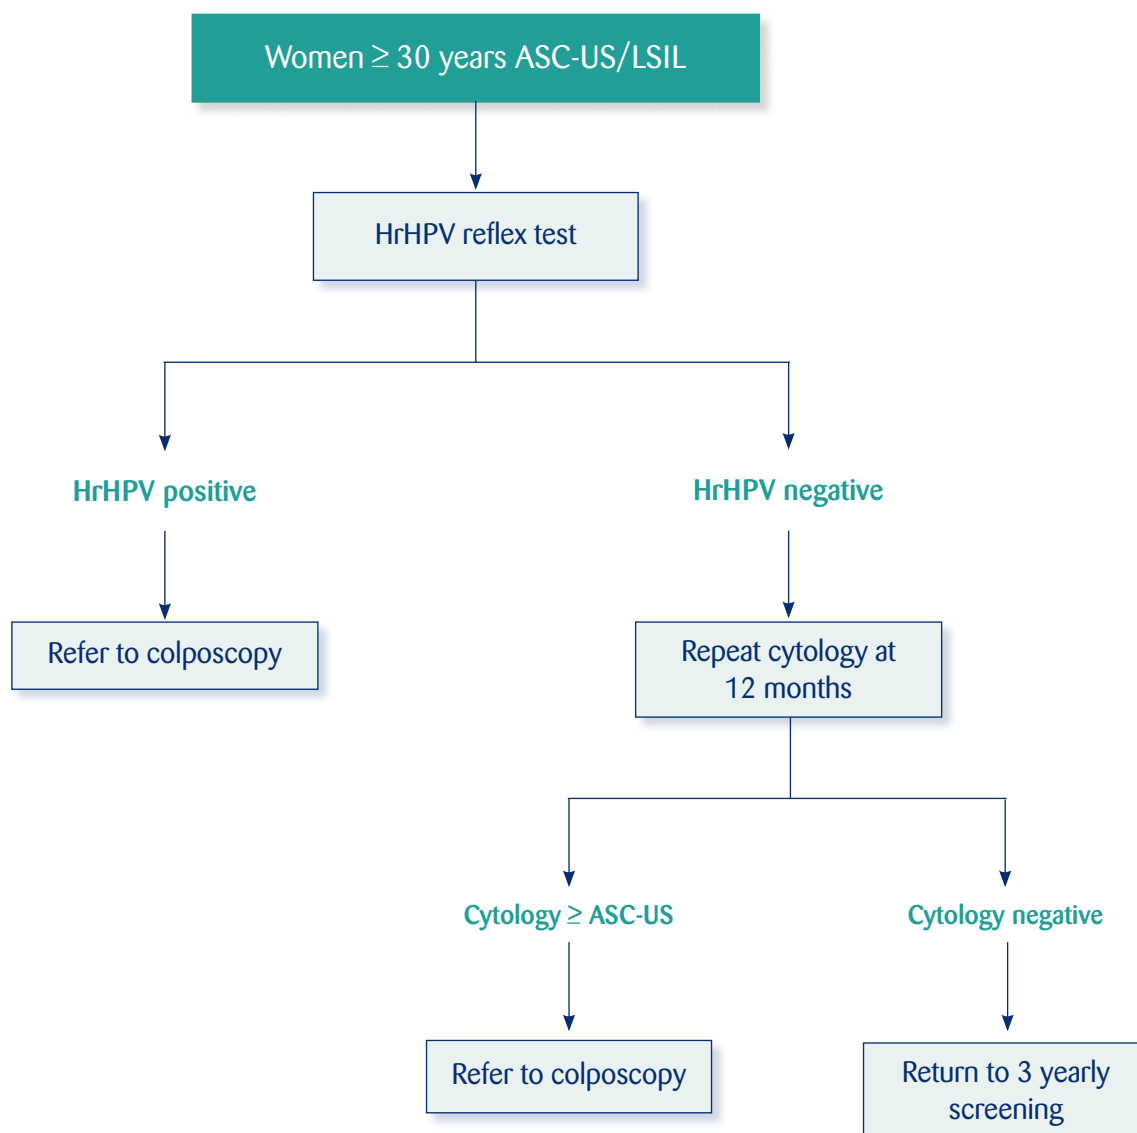 Women ≥ 30 years ASC-US/LSIL
HrHPV reflex test
HrHPV positive
HrHPV negative
Refer to colposcopy
Repeat cytology at
12 months
Cytology ≥ ASC-US
Cytology negative
Refer to colposcopy
Return to 3 yearly
screening